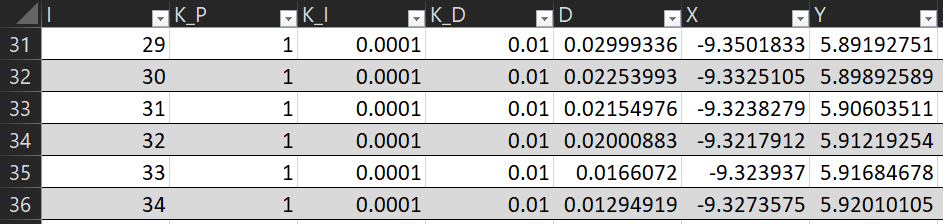 I K_P K_I K_D D X Y
31 29 1 0.0001 0.01 0.02999336 -9.3501833 5.89192751
32 30 1 0.0001 0.01 0.02253993 -9.3325105 5.89892589
33 31 1 0.0001 0.01 0.02154976 -9.3238279 5.90603511
34 32 1 0.0001 0.01 0.02000883 -9.3217912 5.91219254
35 33 1 0.0001 0.01 0.0166072 -9.323937 5.91684678
36 34 1 0.0001 0.01 0.01294919 -9.3273575 5.92010105